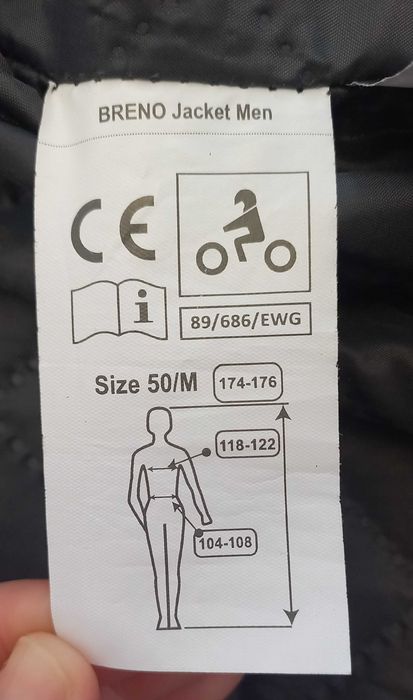 BRENO Jacket Men
CE
i
89/686/EWG
Size 50/M 174-176
118-122
104-108